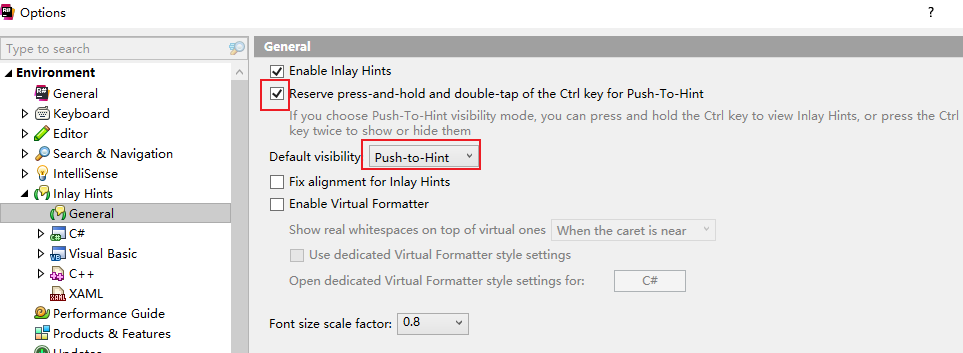 R# Options ?
Type to search
Environment
R# General
Keyboard
Editor
Search & Navigation
IntelliSense
Inlay Hints
General
C#
Visual Basic
C++
XAML
Performance Guide
Products & Features
Updates
General
Enable Inlay Hints
Reserve press-and-hold and double-tap of the Ctrl key for Push-To-Hint
If you choose Push-To-Hint visibility mode, you can press and hold the Ctrl key to view Inlay Hints, or press the Ctrl
key twice to show or hide them
Default visibility: Push-to-Hint
Fix alignment for Inlay Hints
Enable Virtual Formatter
Show real whitespaces on top of virtual ones When the caret is near
Use dedicated Virtual Formatter style settings
Open dedicated Virtual Formatter style settings for: C#
Font size scale factor: 0.8